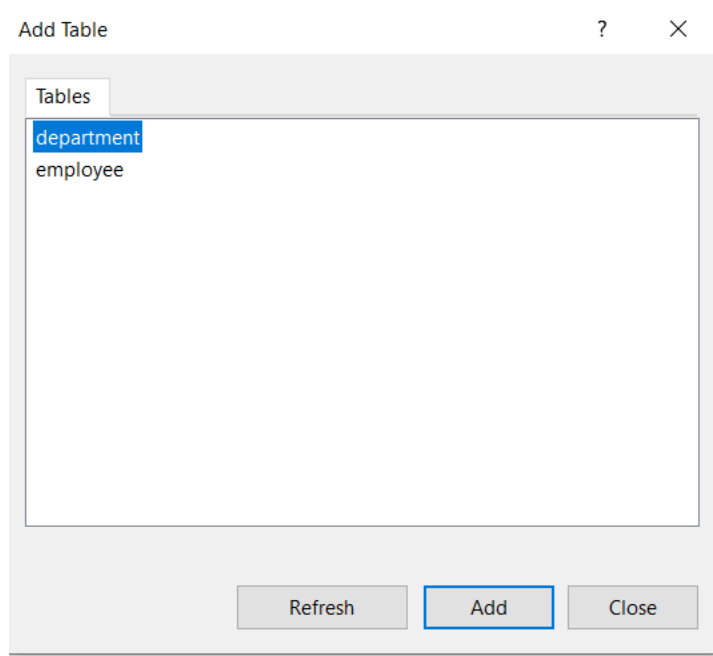 Add Table ?
Tables
department
employee
Refresh Add Close